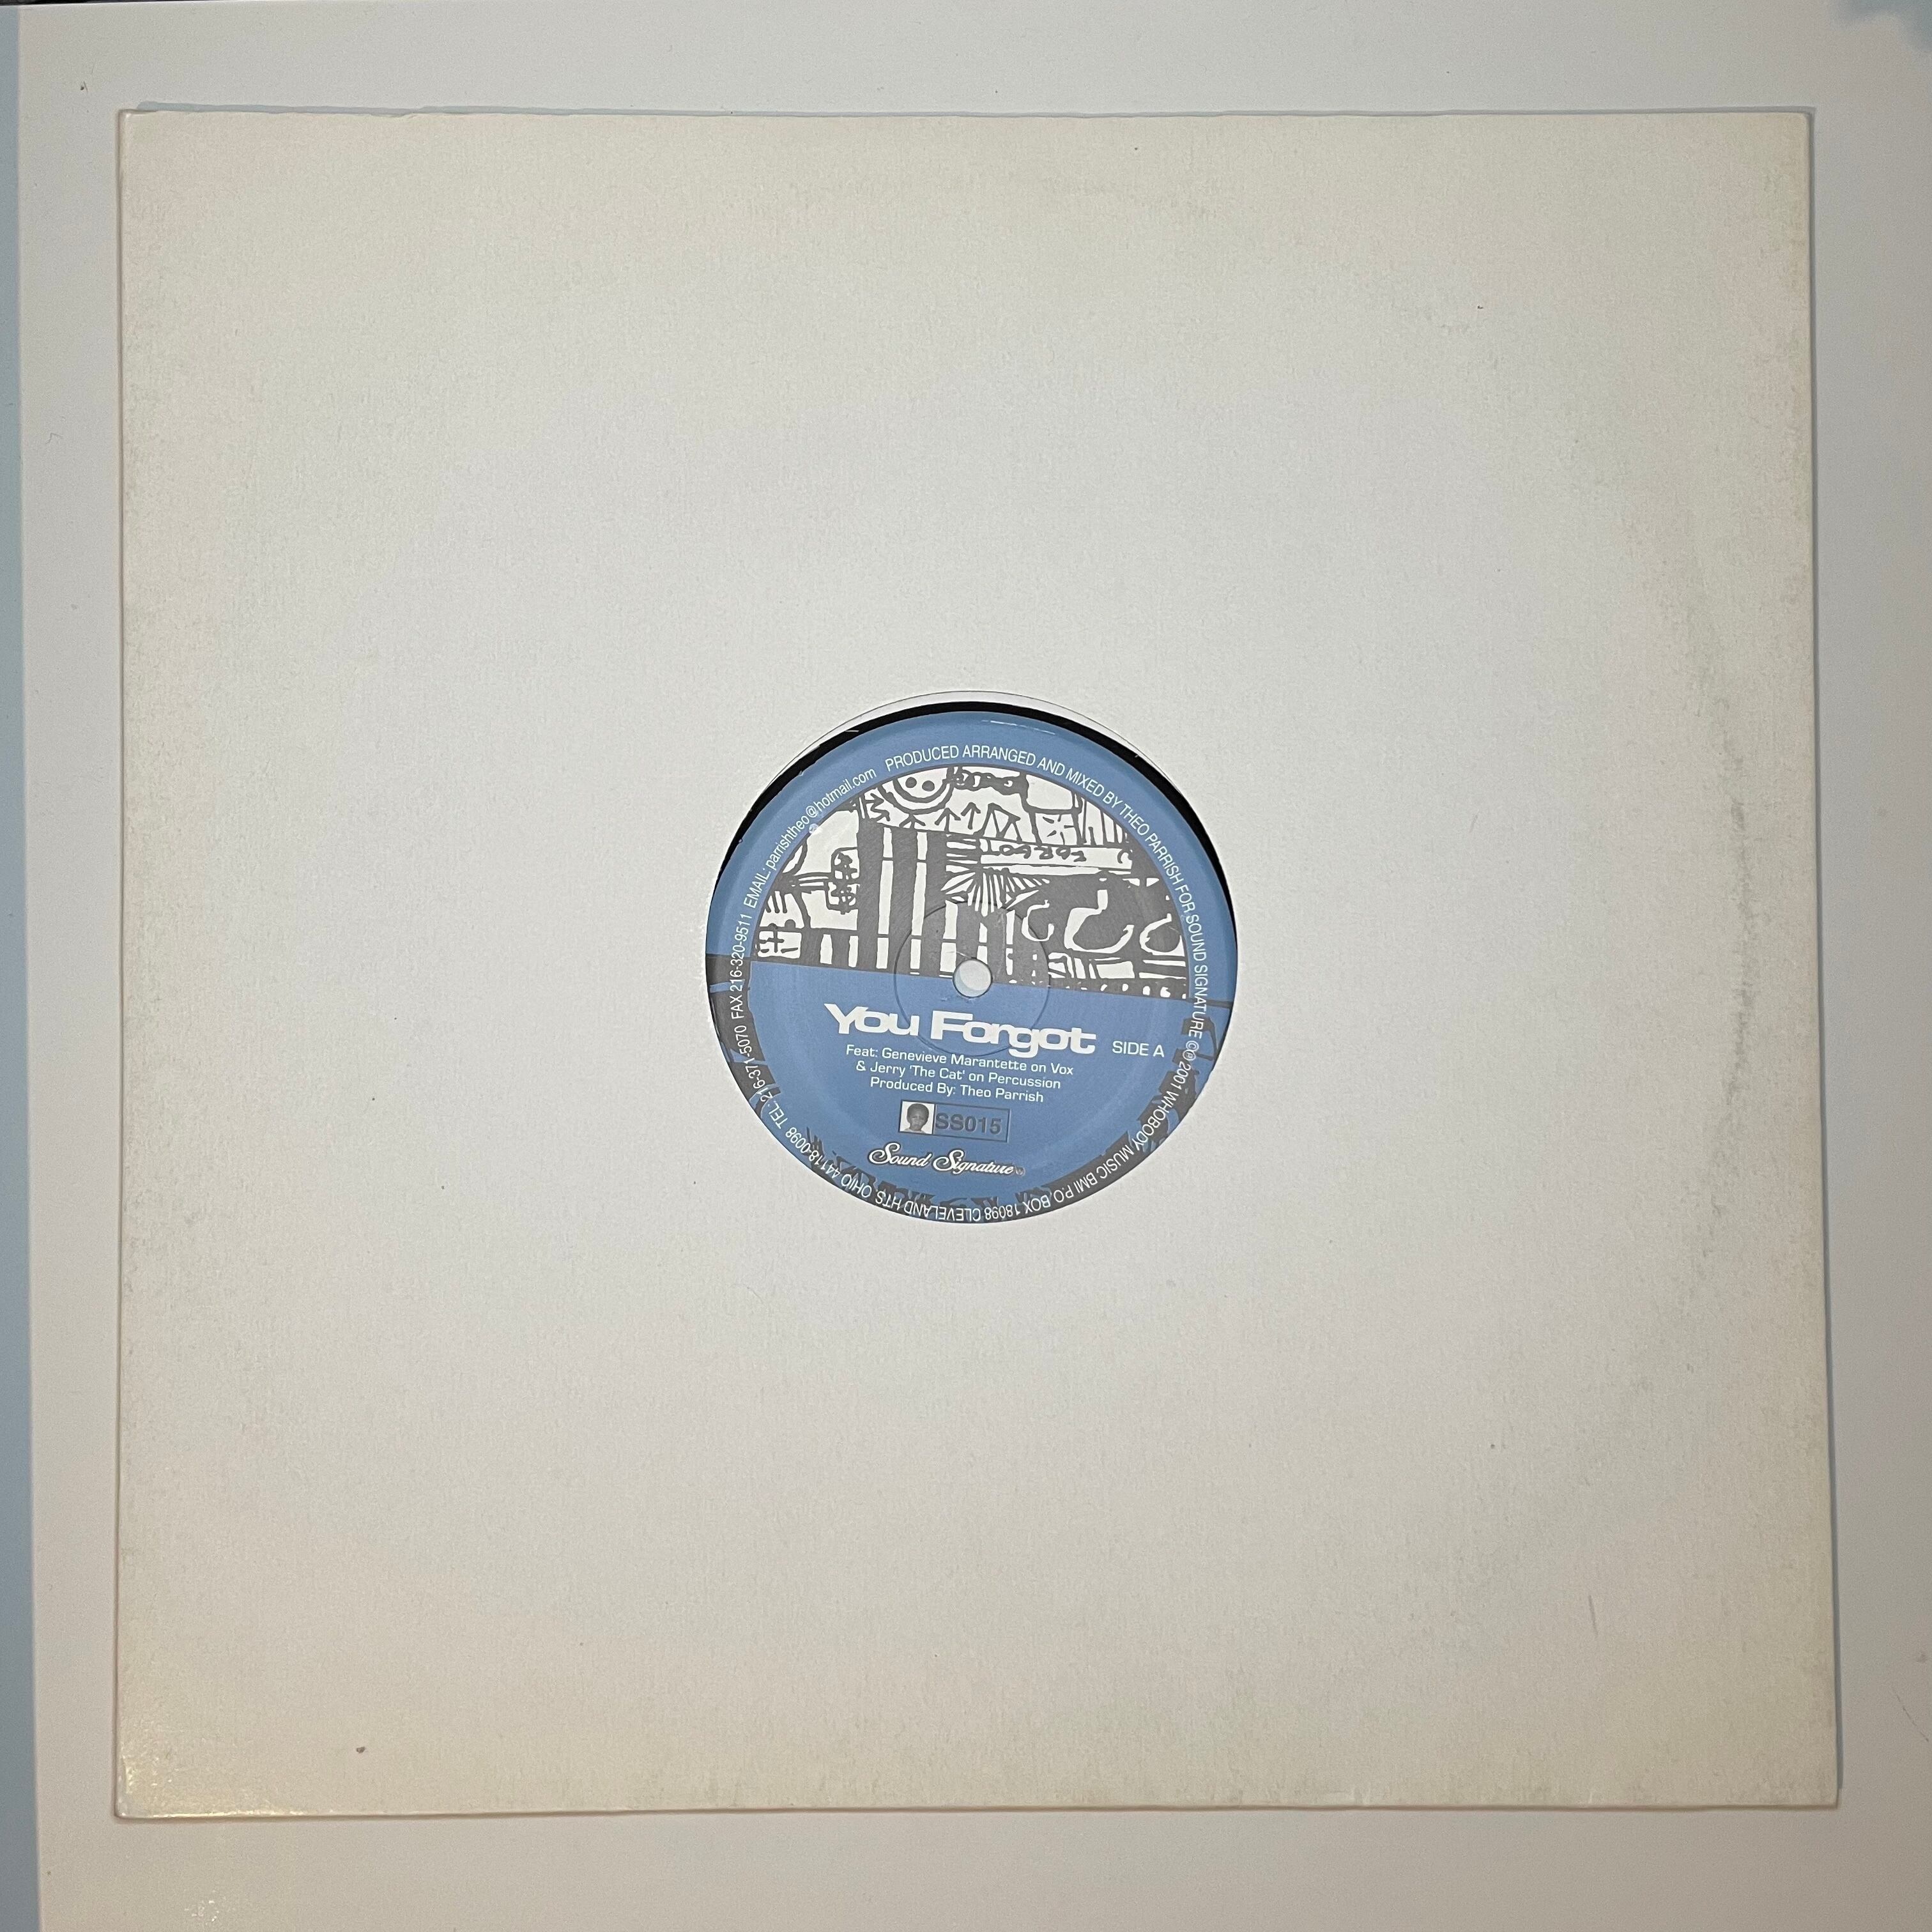 PRODUCED ARRANGED AND MIXED BY THEO PARRISH FOR SOUND SIGNATURE ©℗ 2001 WHOBODY MUSIC BMI P.O. BOX 18098 CLEVELAND HTS OHIO 44118-0098 TEL: 216-371-5070 FAX 216-320-9511 EMAIL: parrishtheo@hotmail.com
You Forgot SIDE A
Feat: Genevieve Marantette on Vox
& Jerry 'The Cat' on Percussion
Produced By: Theo Parrish
SS015
Sound Signature